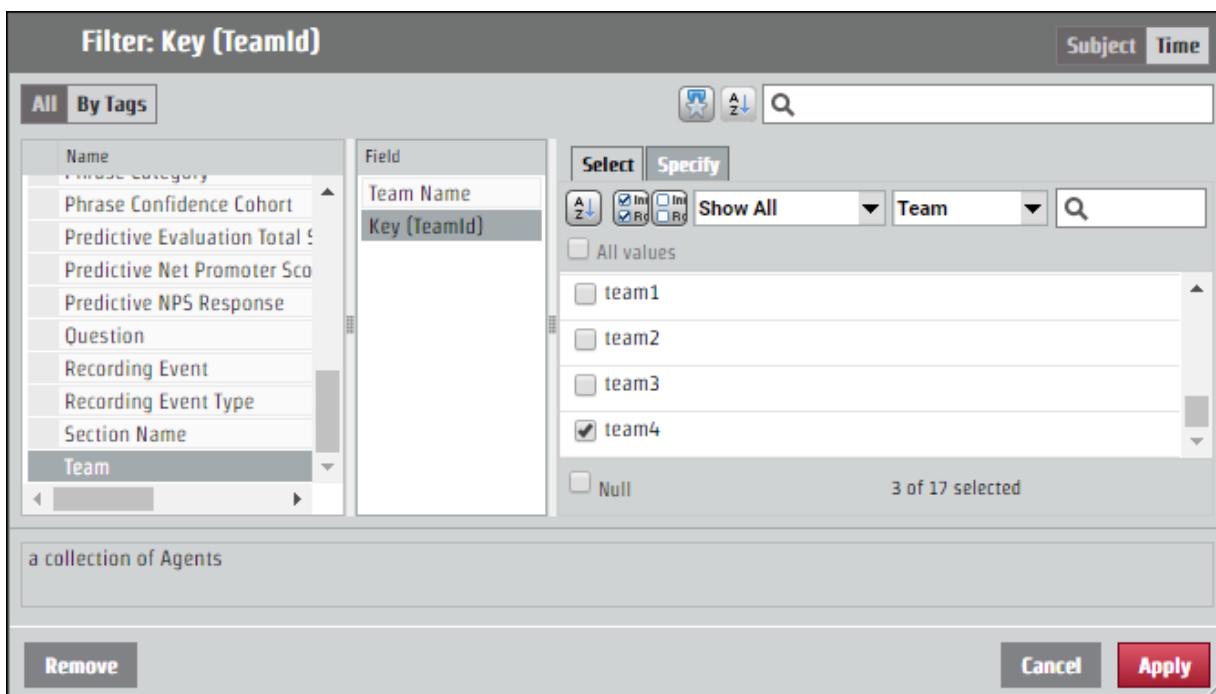 Filter: Key (TeamId)
Subject Time
All By Tags
Name
Phrase Category
Phrase Confidence Cohort
Predictive Evaluation Total S
Predictive Net Promoter Sco
Predictive NPS Response
Question
Recording Event
Recording Event Type
Section Name
Team
Field
Team Name
Key (TeamId)
Select Specify
Show All Team
All values
team1
team2
team3
team4
Null 3 of 17 selected
a collection of Agents
Remove Cancel Apply